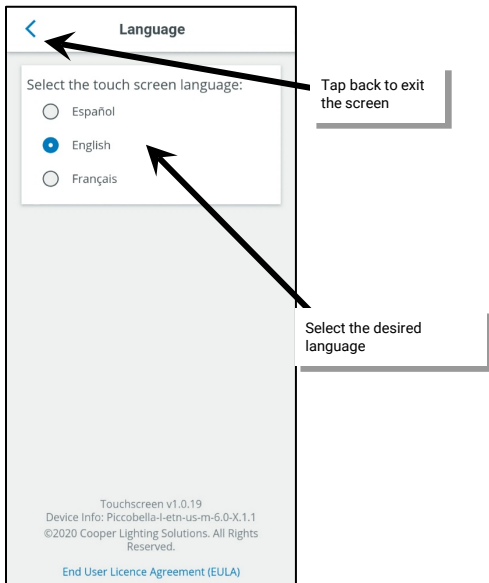 Language
Select the touch screen language:
Español
English
Français
Tap back to exit
the screen
Select the desired
language
Touchscreen v1.0.19
Device Info: Piccobella-I-etn-us-m-6.0-X.1.1
©2020 Cooper Lighting Solutions. All Rights
Reserved.
End User Licence Agreement (EULA)